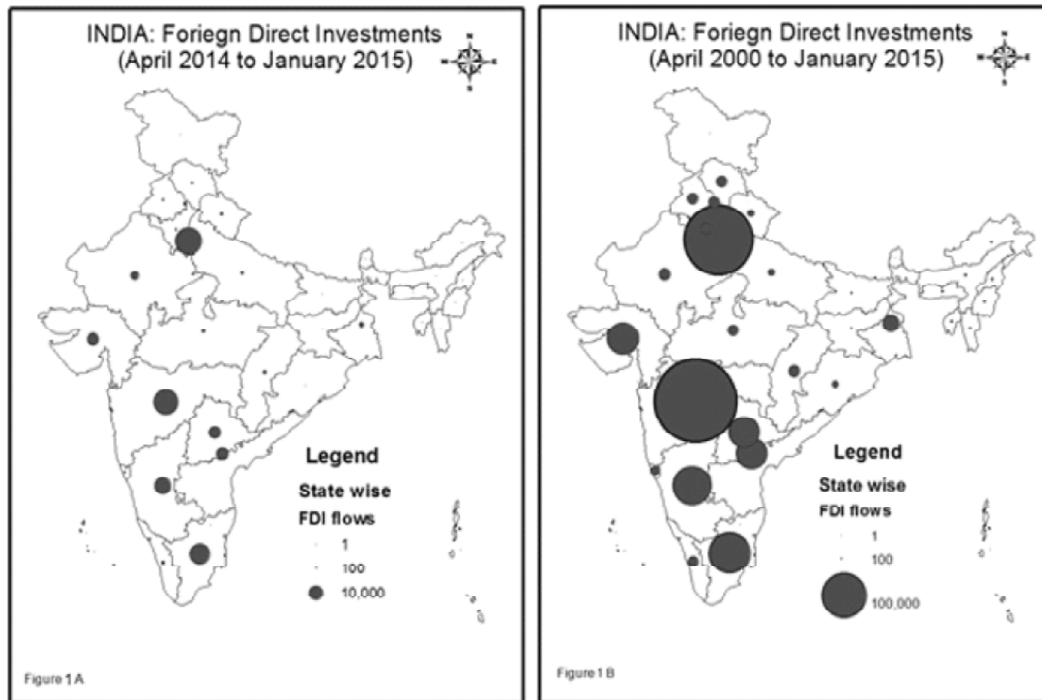 INDIA: Foriegn Direct Investments
(April 2014 to January 2015)
Legend
State wise
FDI flows
1
100
10,000
Figure 1A
INDIA: Foriegn Direct Investments
(April 2000 to January 2015)
Legend
State wise
FDI flows
1
100
100,000
Figure 1B